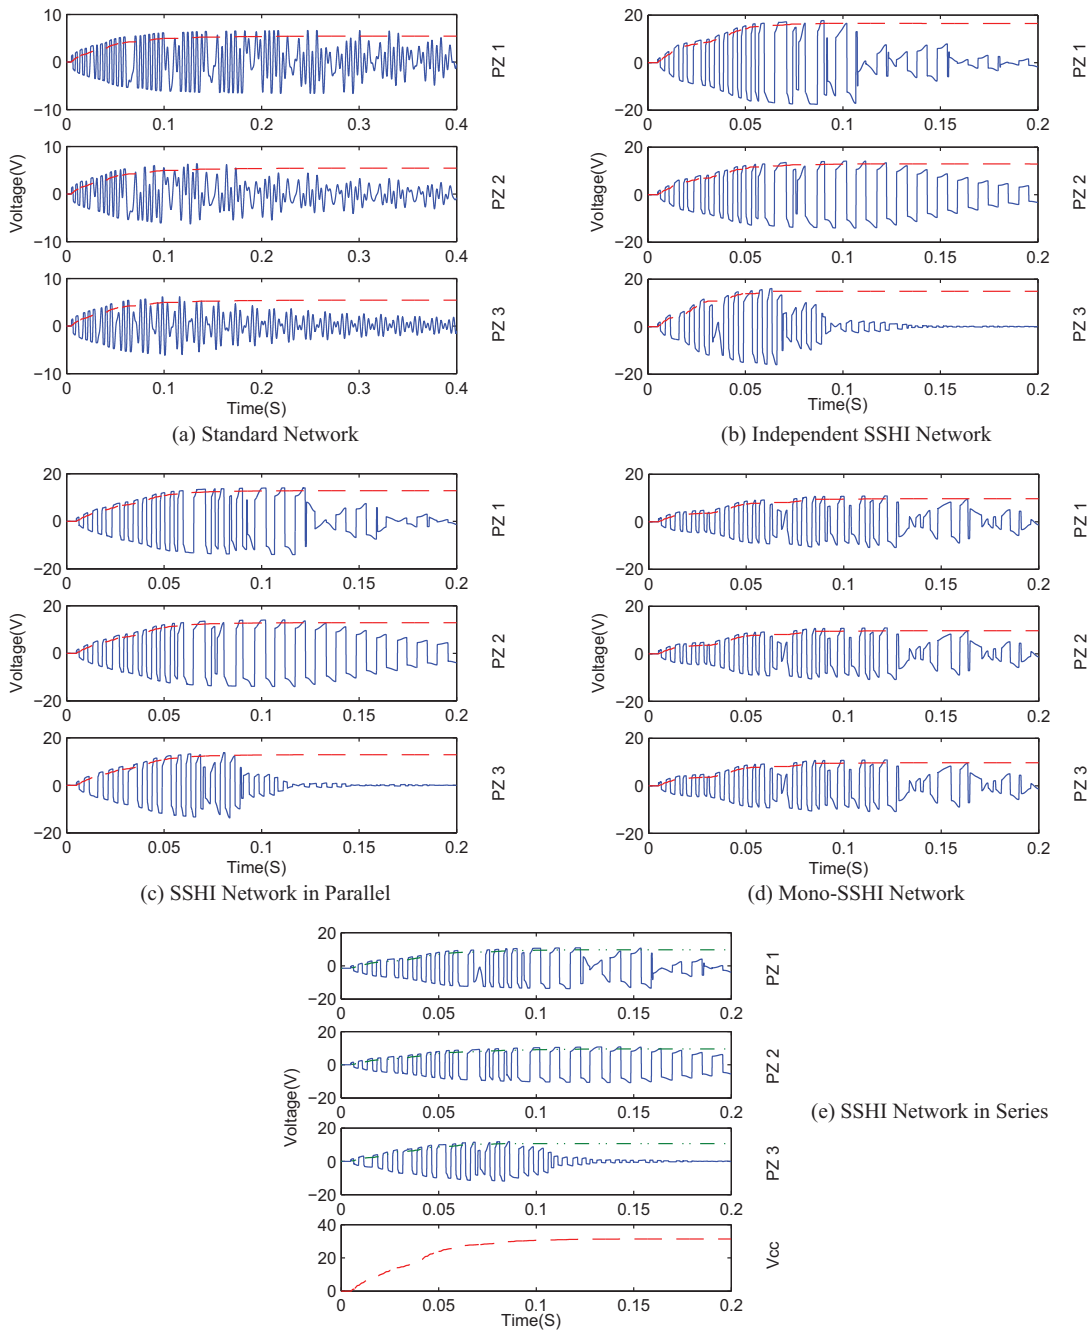 10
0
−10
0 0.1 0.2 0.3 0.4
PZ 1
10
0
−10
0 0.1 0.2 0.3 0.4
PZ 2
Voltage(V)
10
0
−10
0 0.1 0.2 0.3 0.4
PZ 3
Time(S)
(a) Standard Network
20
0
−20
0 0.05 0.1 0.15 0.2
PZ 1
20
0
−20
0 0.05 0.1 0.15 0.2
PZ 2
Voltage(V)
20
0
−20
0 0.05 0.1 0.15 0.2
PZ 3
Time(S)
(b) Independent SSHI Network
20
0
−20
0 0.05 0.1 0.15 0.2
PZ 1
20
0
−20
0 0.05 0.1 0.15 0.2
PZ 2
Voltage(V)
20
0
−20
0 0.05 0.1 0.15 0.2
PZ 3
Time(S)
(c) SSHI Network in Parallel
20
0
−20
0 0.05 0.1 0.15 0.2
PZ 1
20
0
−20
0 0.05 0.1 0.15 0.2
PZ 2
Voltage(V)
20
0
−20
0 0.05 0.1 0.15 0.2
PZ 3
Time(S)
(d) Mono-SSHI Network
20
0
−20
0 0.05 0.1 0.15 0.2
PZ 1
20
0
−20
0 0.05 0.1 0.15 0.2
PZ 2
Voltage(V)
20
0
−20
0 0.05 0.1 0.15 0.2
PZ 3
40
20
0
0 0.05 0.1 0.15 0.2
Vcc
Time(S)
(e) SSHI Network in Series